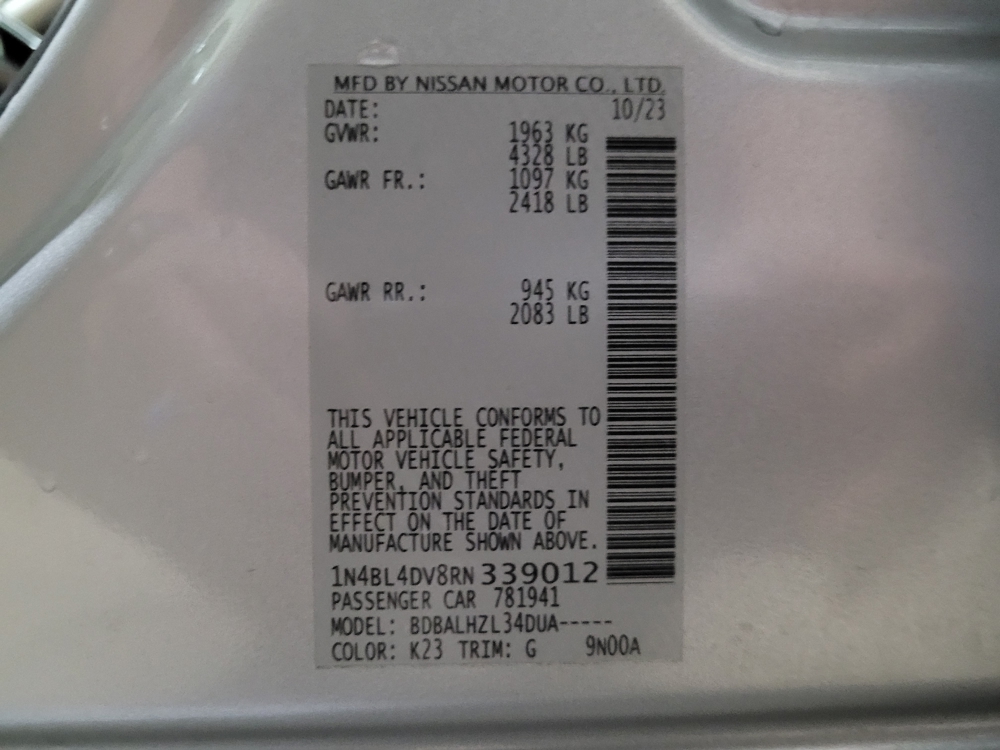 MFD BY NISSAN MOTOR CO., LTD.
DATE: 10/23
GVWR: 1963 KG
4328 LB
GAWR FR.: 1097 KG
2418 LB
GAWR RR.: 945 KG
2083 LB
THIS VEHICLE CONFORMS TO
ALL APPLICABLE FEDERAL
MOTOR VEHICLE SAFETY,
BUMPER, AND THEFT
PREVENTION STANDARDS IN
EFFECT ON THE DATE OF
MANUFACTURE SHOWN ABOVE.
1N4BL4DV8RN 339012
PASSENGER CAR 781941
MODEL: BDBALHZL34DUA-----
COLOR: K23 TRIM: G 9N00A